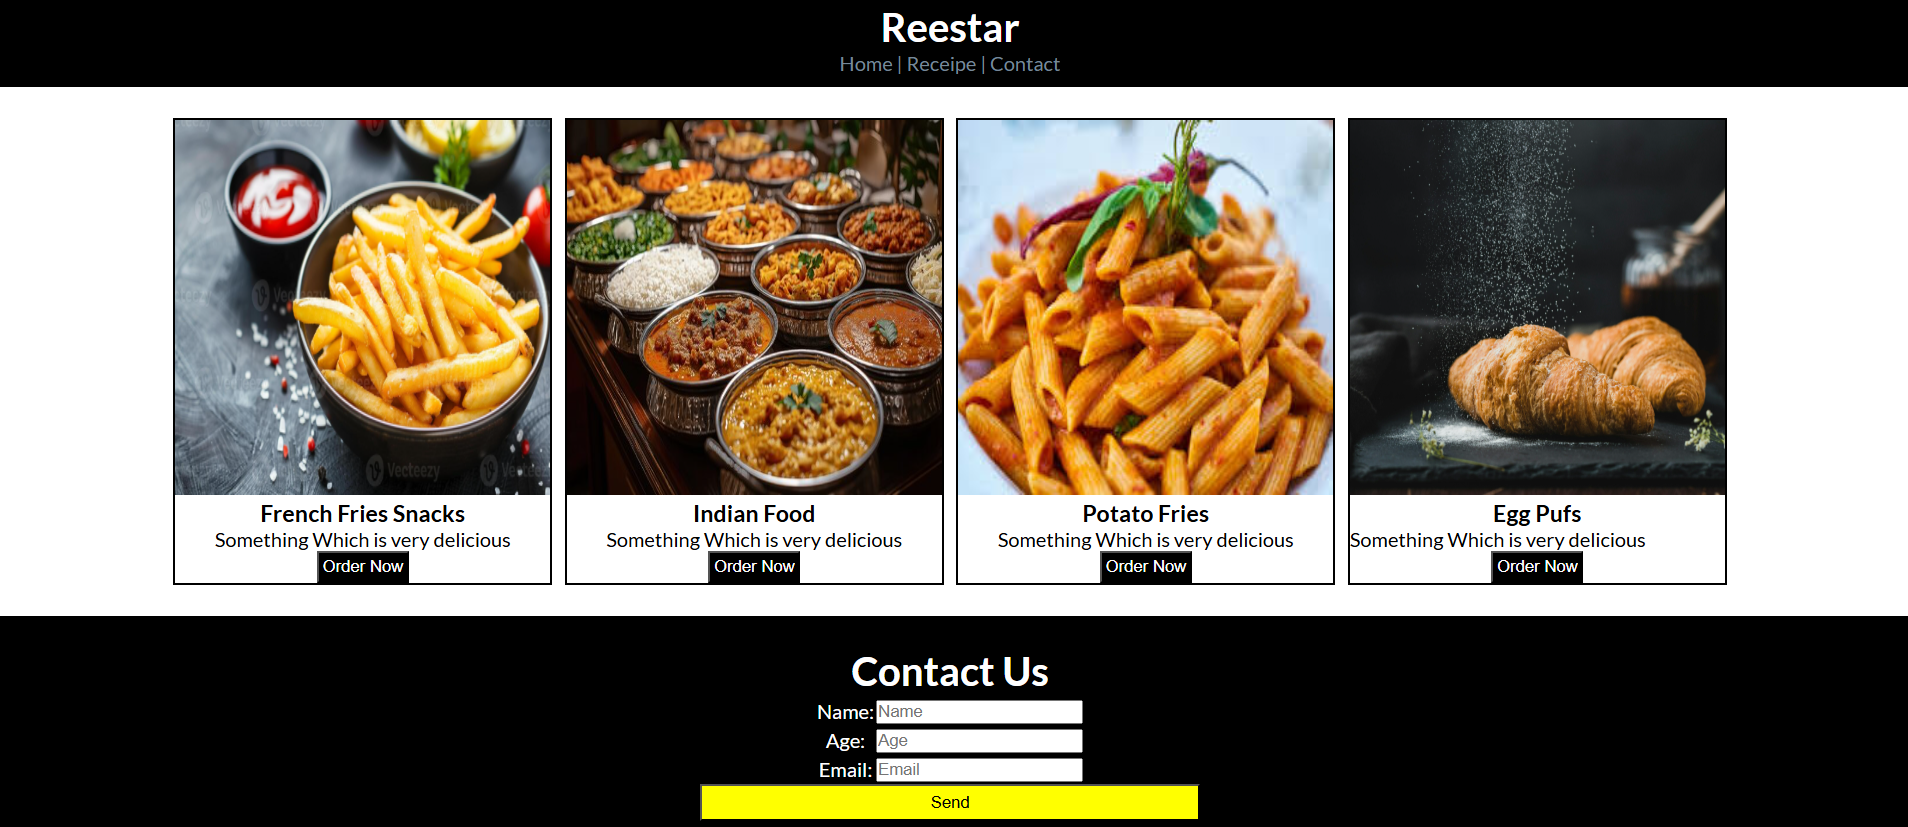 Reestar
Home | Receipe | Contact
Vecteezy
Vecteezy
French Fries Snacks
Something Which is very delicious
Order Now
Indian Food
Something Which is very delicious
Order Now
Potato Fries
Something Which is very delicious
Order Now
Egg Pufs
Something Which is very delicious
Order Now
Contact Us
Name: Name
Age: Age
Email: Email
Send